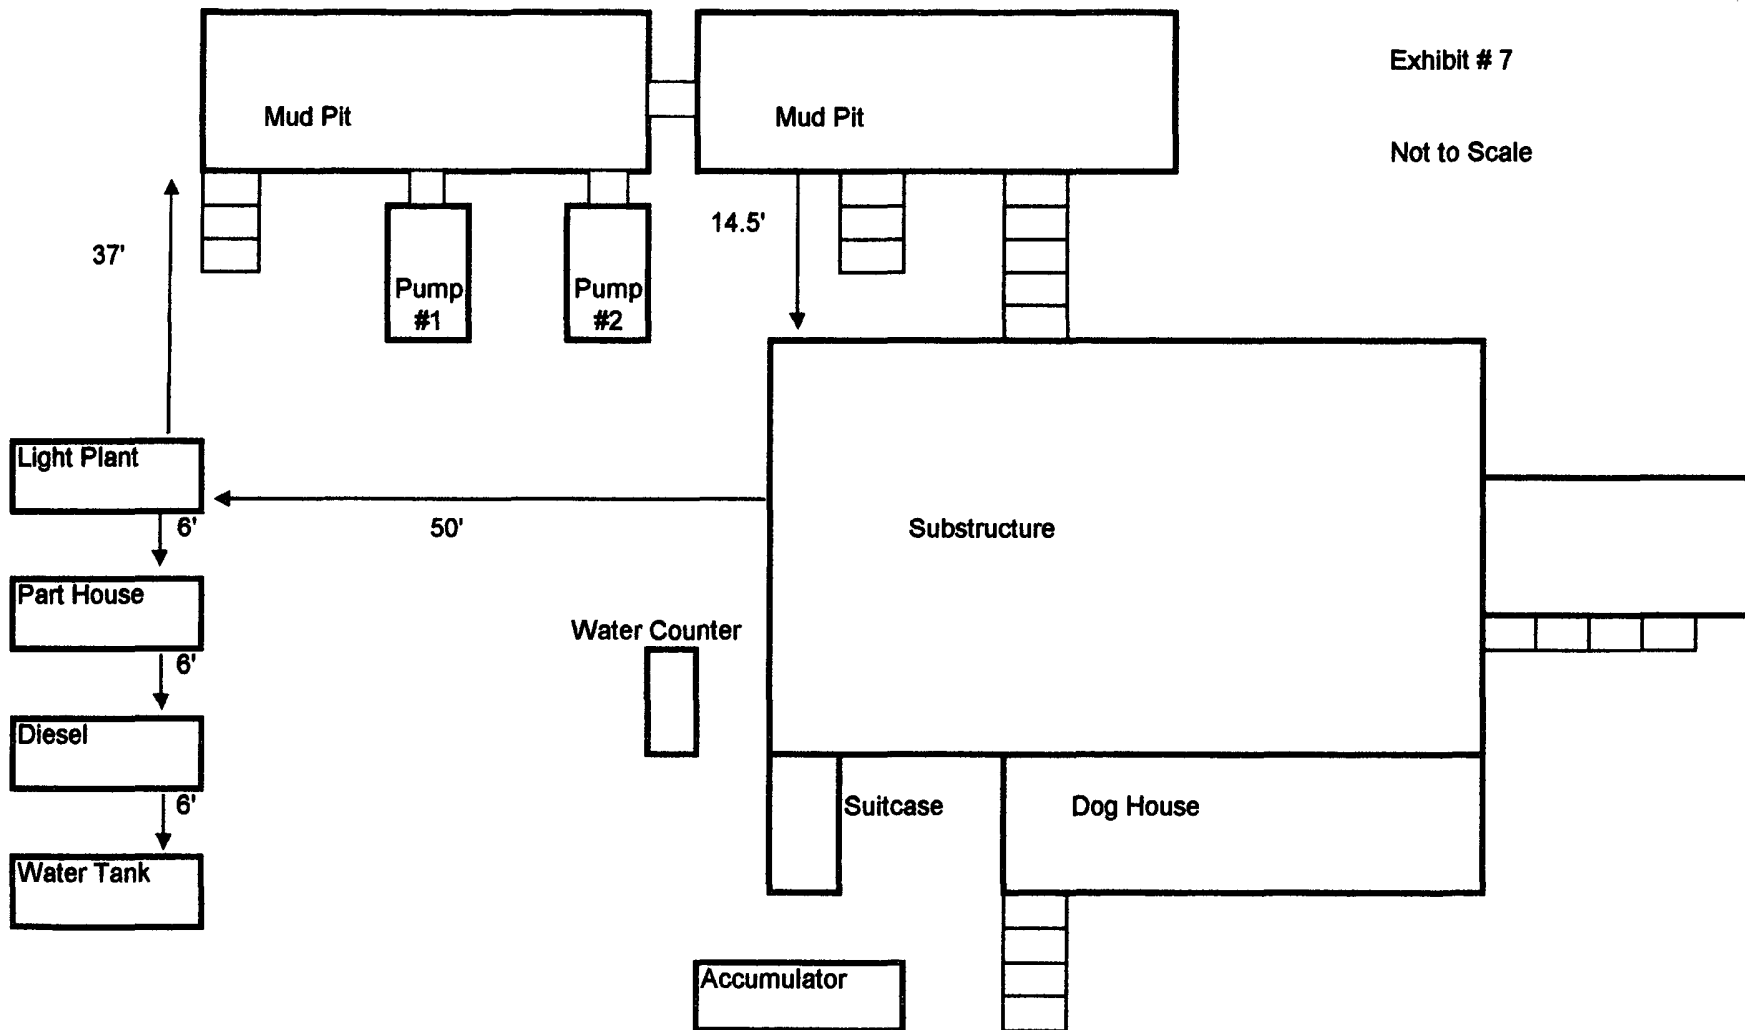 Exhibit # 7
Mud Pit
Mud Pit
Not to Scale
14.5'
37'
Pump
#1
Pump
#2
Light Plant
6'
50'
Substructure
Part House
Water Counter
6'
Diesel
6'
Suitcase
Dog House
Water Tank
Accumulator